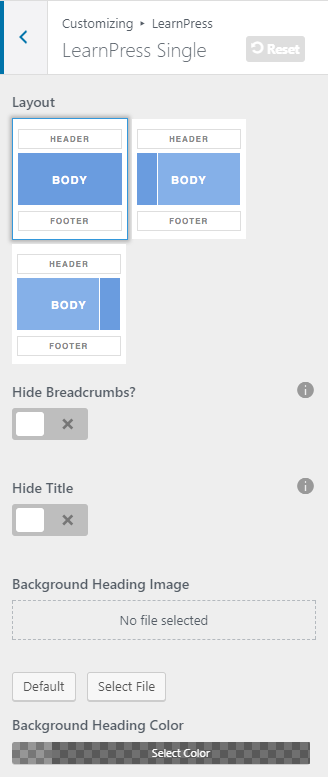 Customizing ▸ LearnPress
LearnPress Single
Reset
Layout
HEADER
BODY
FOOTER
HEADER
BODY
FOOTER
HEADER
BODY
FOOTER
Hide Breadcrumbs?
Hide Title
Background Heading Image
No file selected
Default
Select File
Background Heading Color
Select Color